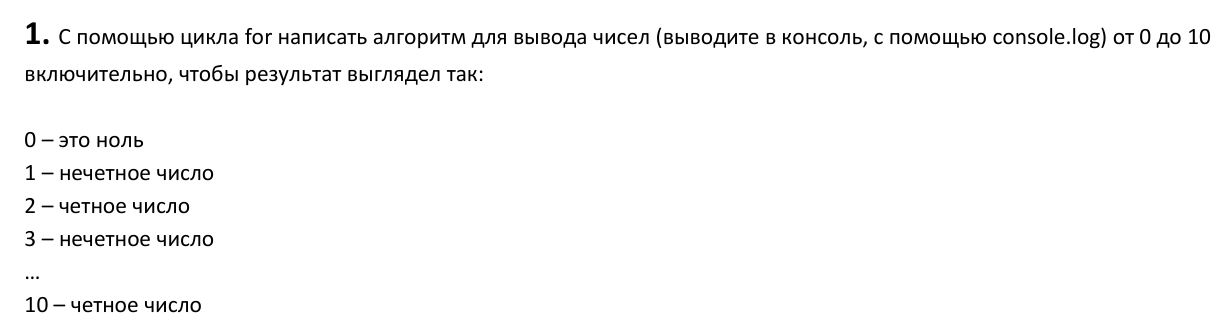 1. С помощью цикла for написать алгоритм для вывода чисел (выводите в консоль, с помощью console.log) от 0 до 10
включительно, чтобы результат выглядел так:
0 – это ноль
1 – нечетное число
2 – четное число
3 – нечетное число
…
10 – четное число